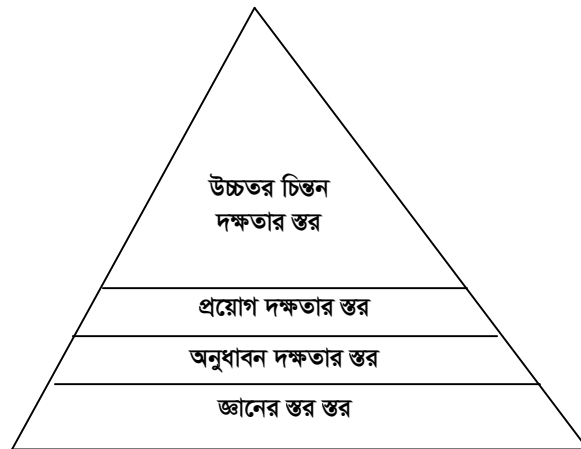 উচ্চতর চিন্তন
দক্ষতার স্তর
প্রয়োগ দক্ষতার স্তর
অনুধাবন দক্ষতার স্তর
জ্ঞানের স্তর স্তর